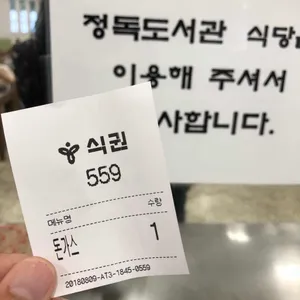 정독도서관 식당
이용해 주셔서
사합니다.
식권
559
메뉴명 수량
돈가스 1
20180809-AT3-1845-0559